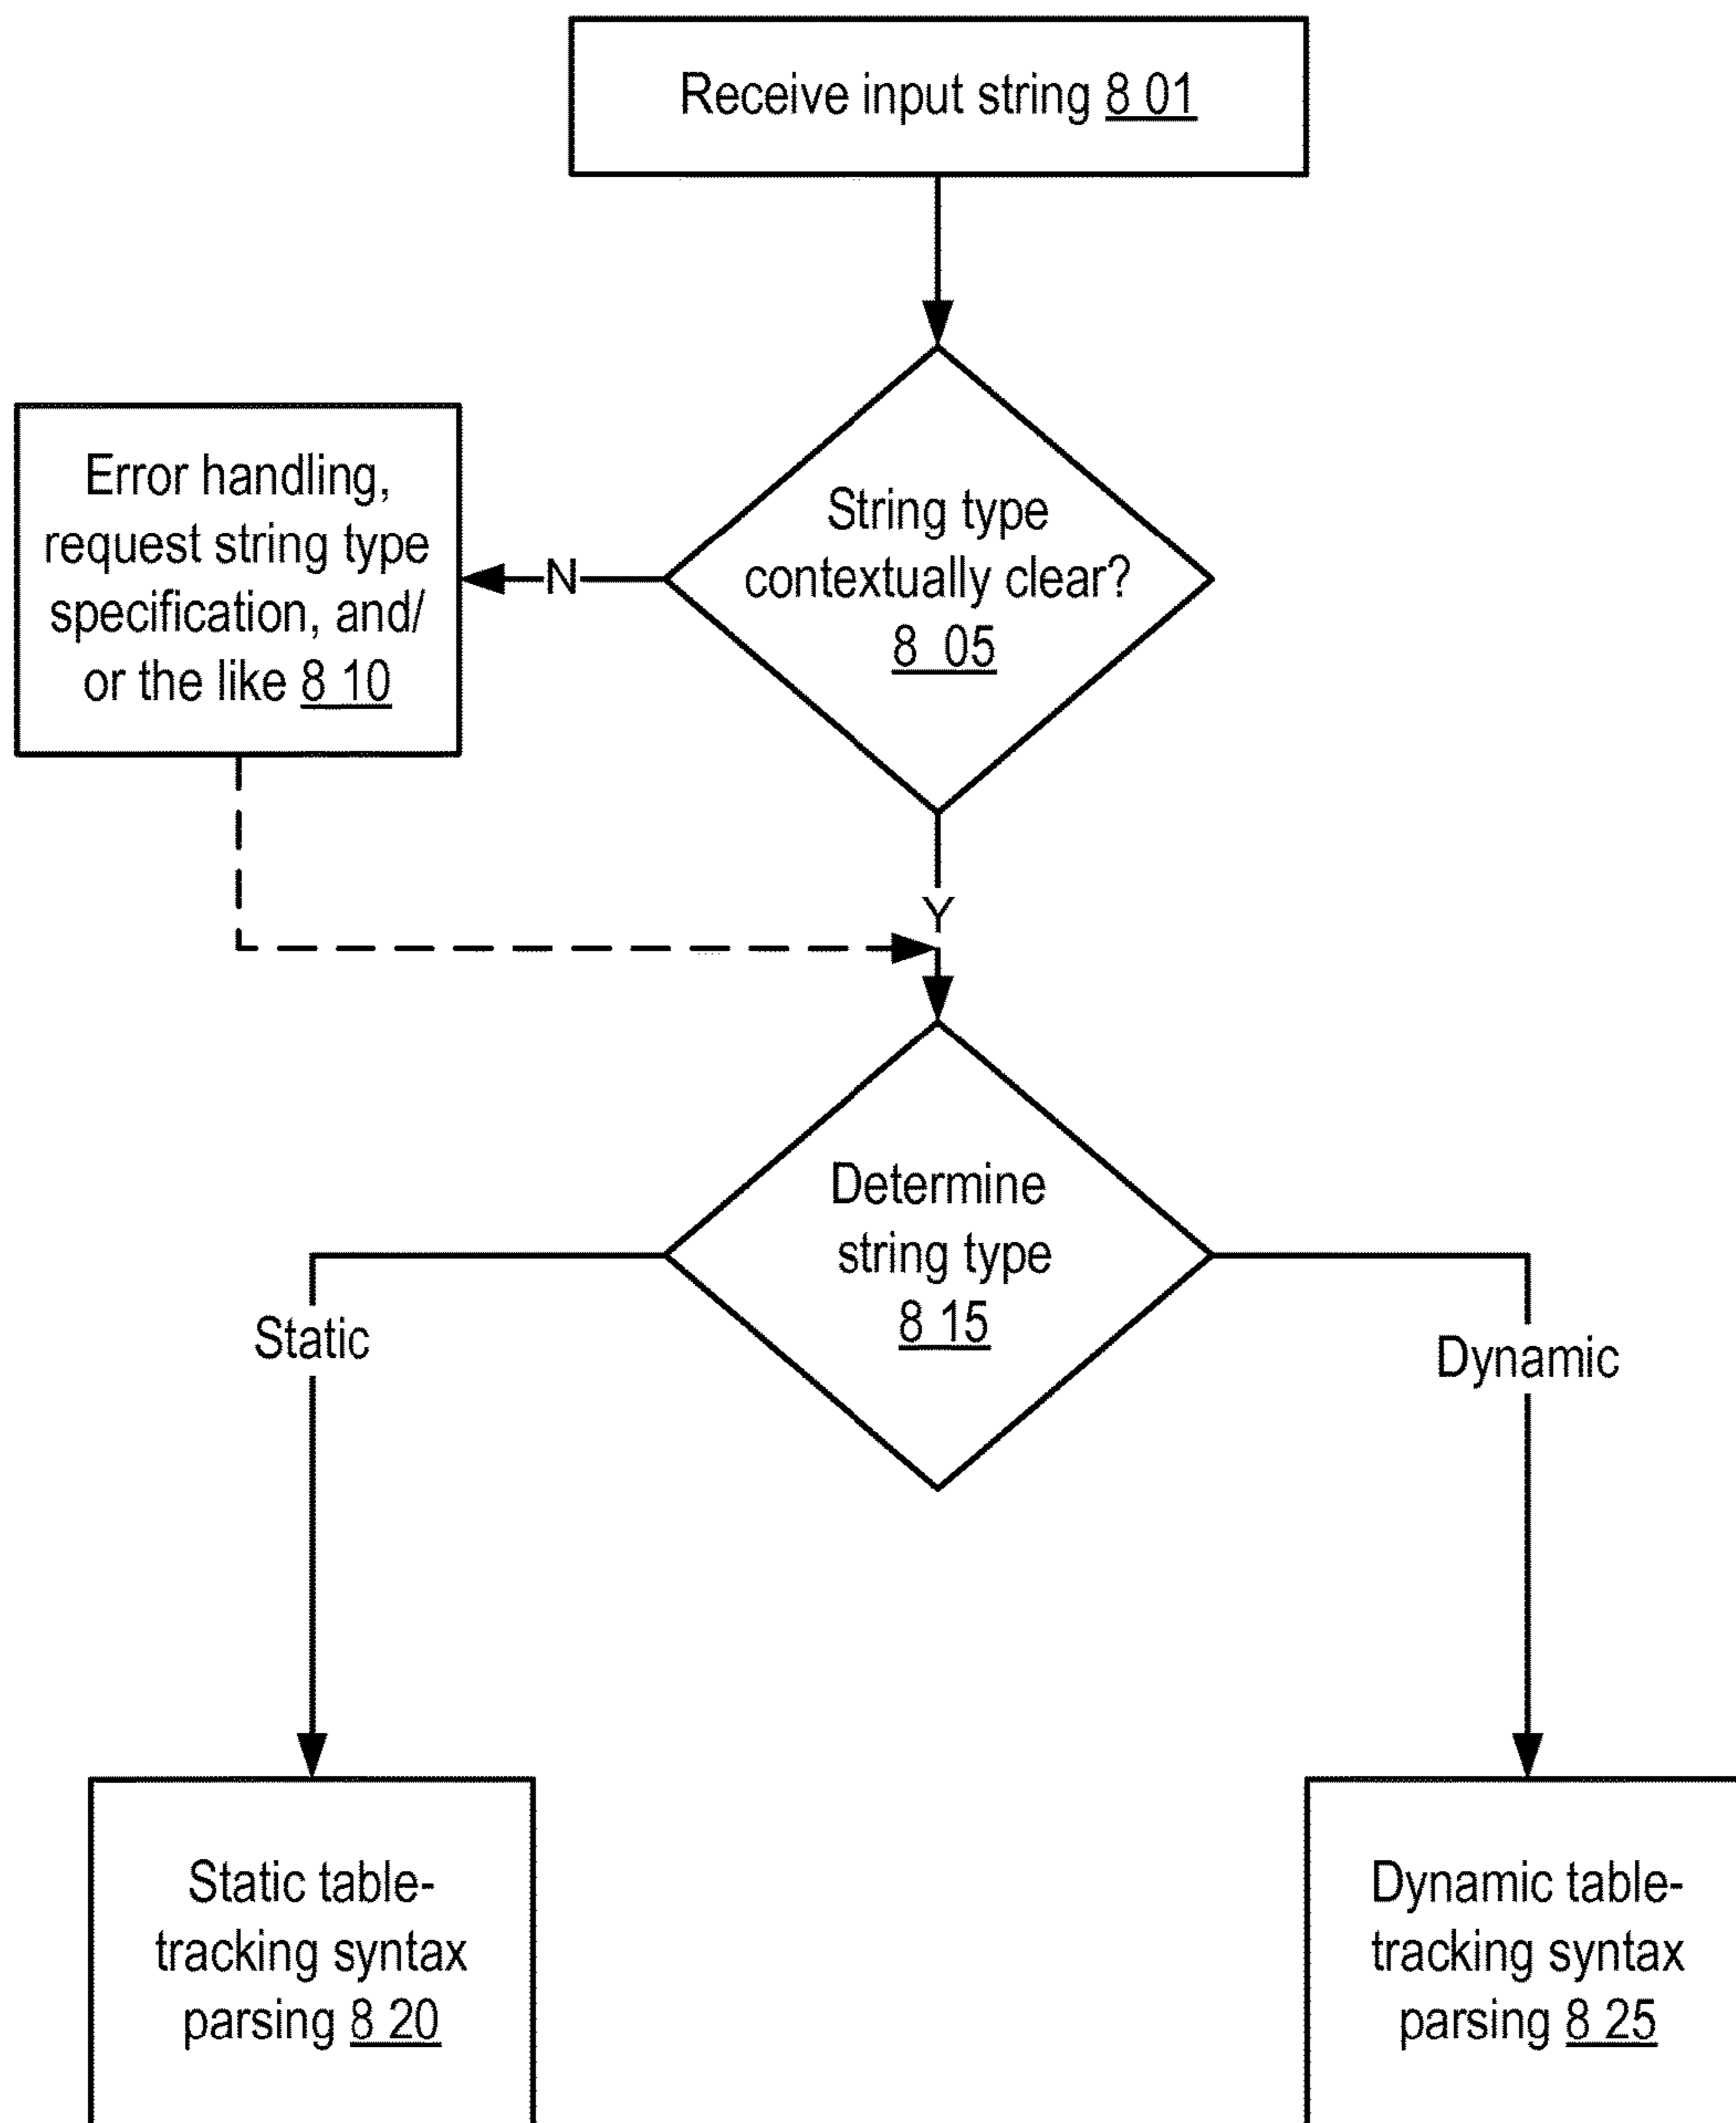 Receive input string 8 01
Error handling,
request string type
specification, and/
or the like 8 10
N
String type
contextually clear?
8 05
Y
Determine
string type
8 15
Static
Dynamic
Static table-
tracking syntax
parsing 8 20
Dynamic table-
tracking syntax
parsing 8 25